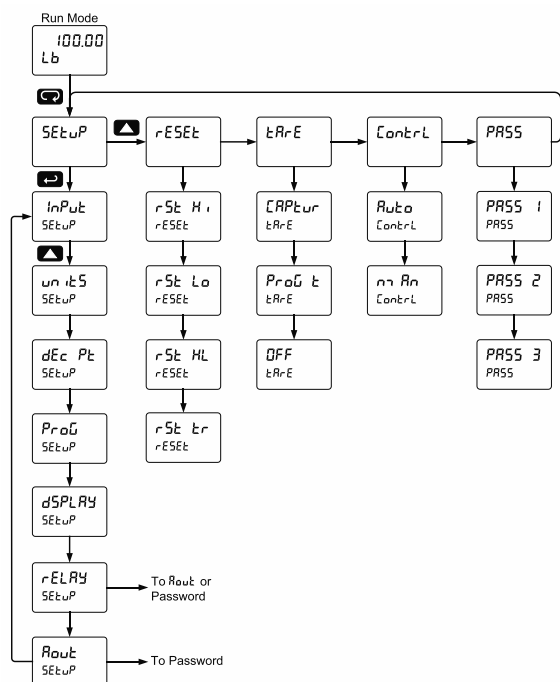 Run Mode
100.00
Lb
SEtuP
rESEt
tArE
ContrL
PASS
InPut
SEtuP
rSt Hi
rESEt
CAPtur
tArE
Auto
ContrL
PASS 1
PASS
unitS
SEtuP
rSt Lo
rESEt
ProG t
tArE
mAn
ContrL
PASS 2
PASS
dEc Pt
SEtuP
rSt HL
rESEt
OFF
tArE
PASS 3
PASS
ProG
SEtuP
rSt tr
rESEt
dSPLAY
SEtuP
rELAY
SEtuP
To Aout or
Password
Aout
SEtuP
To Password